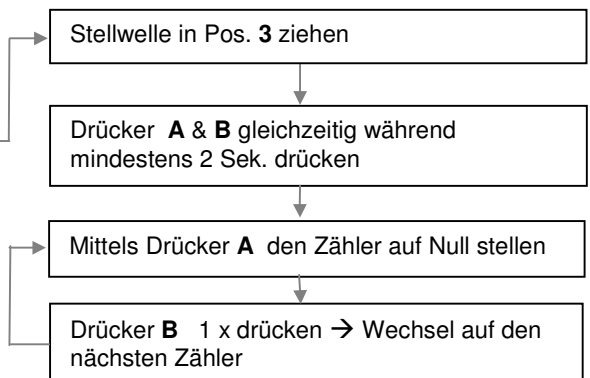 Stellwelle in Pos. 3 ziehen
Drücker A & B gleichzeitig während
mindestens 2 Sek. drücken
Mittels Drücker A den Zähler auf Null stellen
Drücker B 1 x drücken → Wechsel auf den
nächsten Zähler